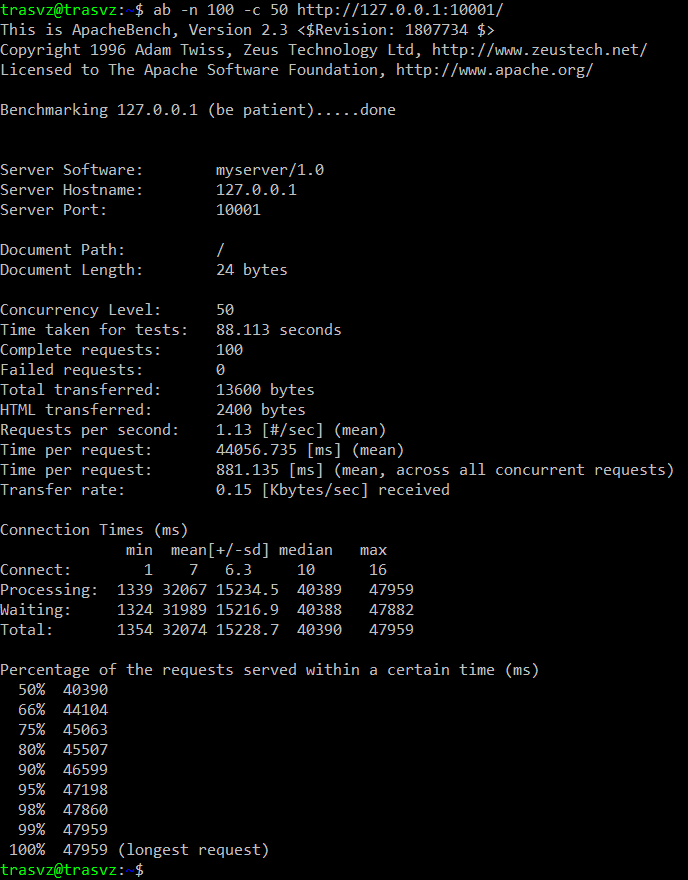 trasvz@trasvz:~$ ab -n 100 -c 50 http://127.0.0.1:10001/
This is ApacheBench, Version 2.3 <$Revision: 1807734 $>
Copyright 1996 Adam Twiss, Zeus Technology Ltd, http://www.zeustech.net/
Licensed to The Apache Software Foundation, http://www.apache.org/

Benchmarking 127.0.0.1 (be patient).....done


Server Software:        myserver/1.0
Server Hostname:        127.0.0.1
Server Port:            10001

Document Path:          /
Document Length:        24 bytes

Concurrency Level:      50
Time taken for tests:   88.113 seconds
Complete requests:      100
Failed requests:        0
Total transferred:      13600 bytes
HTML transferred:       2400 bytes
Requests per second:    1.13 [#/sec] (mean)
Time per request:       44056.735 [ms] (mean)
Time per request:       881.135 [ms] (mean, across all concurrent requests)
Transfer rate:          0.15 [Kbytes/sec] received

Connection Times (ms)
              min  mean[+/-sd] median   max
Connect:        1    7   6.3     10      16
Processing:  1339 32067 15234.5  40389   47959
Waiting:     1324 31989 15216.9  40388   47882
Total:       1354 32074 15228.7  40390   47959

Percentage of the requests served within a certain time (ms)
  50%  40390
  66%  44104
  75%  45063
  80%  45507
  90%  46599
  95%  47198
  98%  47860
  99%  47959
 100%  47959 (longest request)
trasvz@trasvz:~$